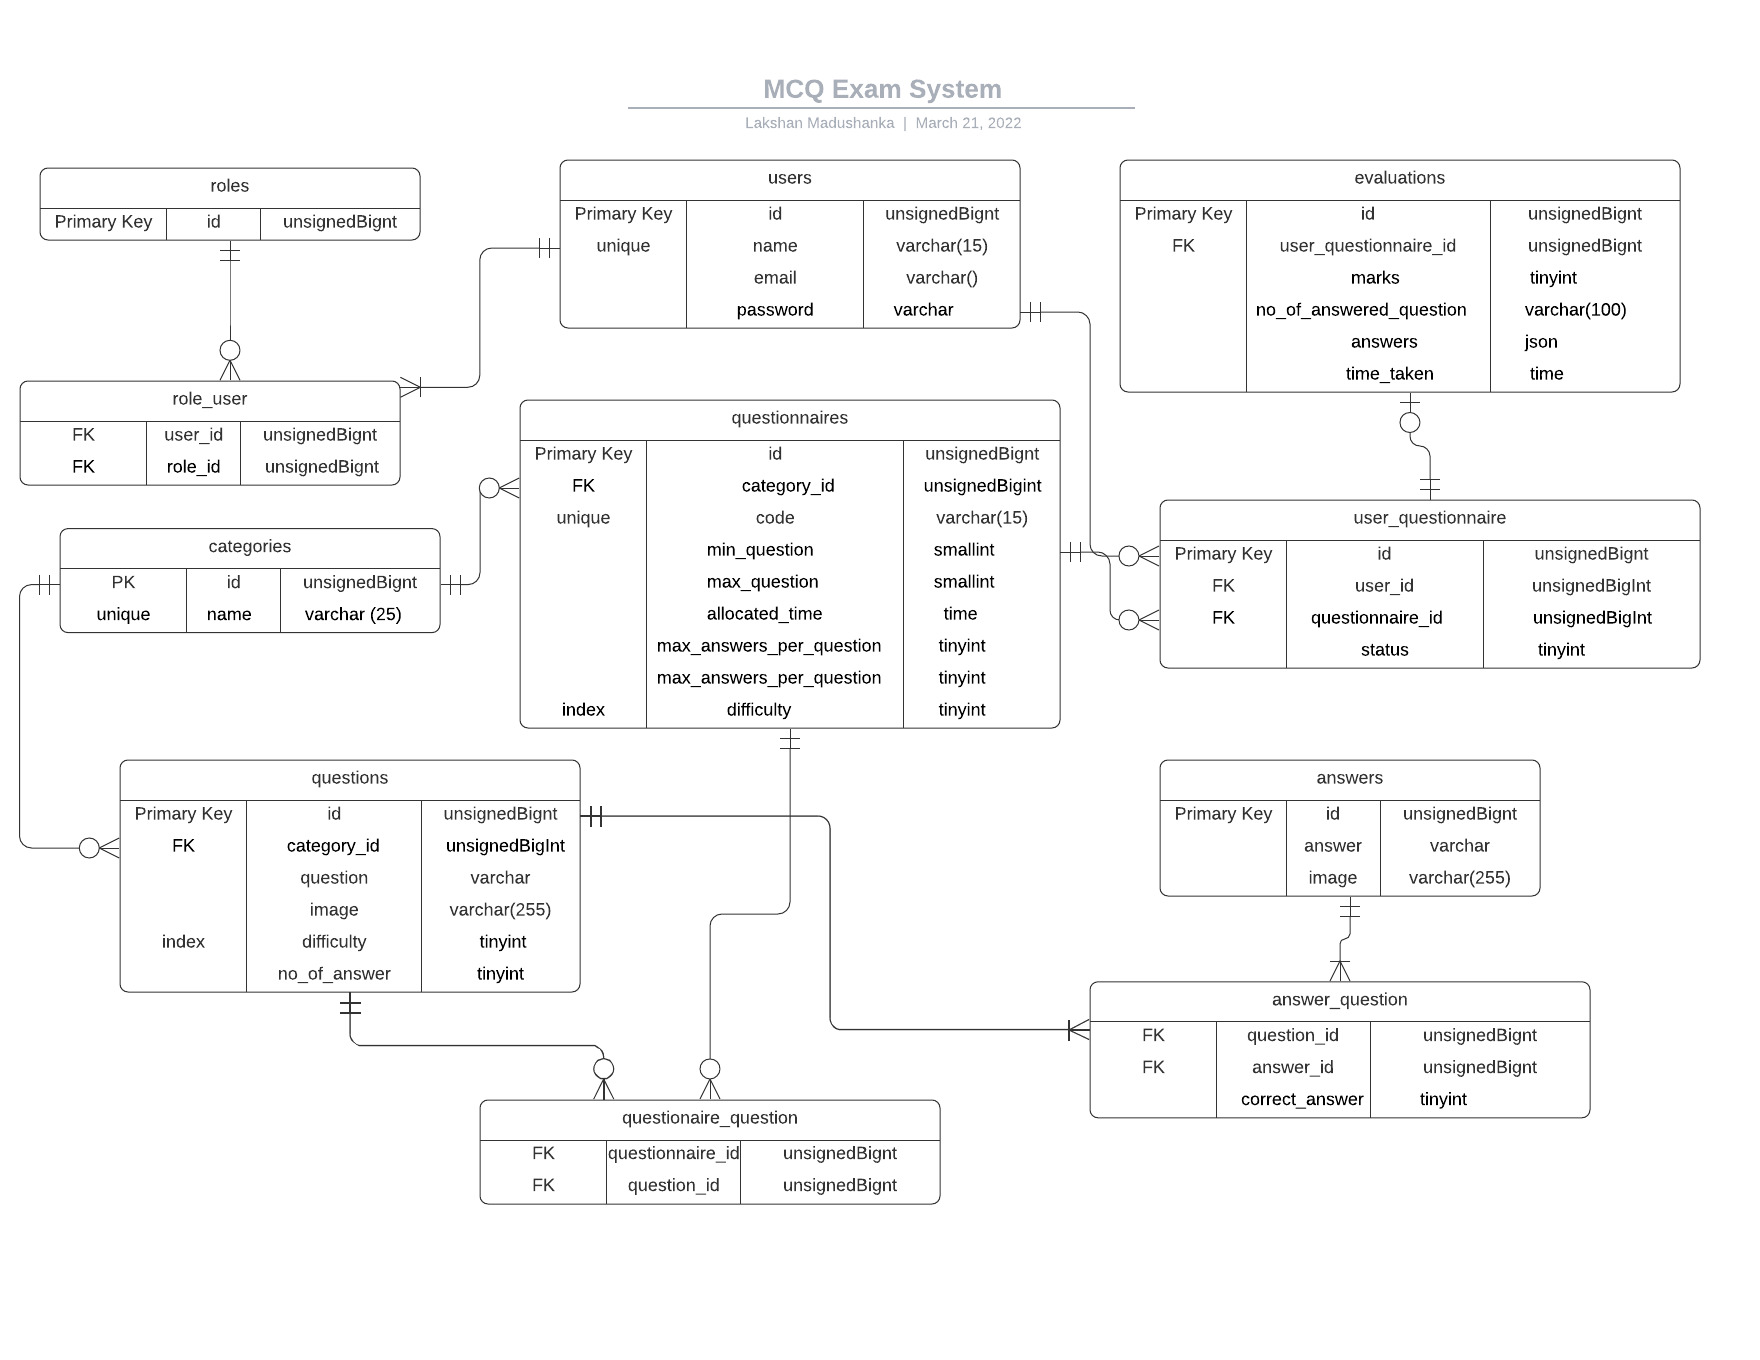 MCQ Exam System
Lakshan Madushanka | March 21, 2022
roles
Primary Key id unsignedBignt
users
Primary Key id unsignedBignt
unique name varchar(15)
email varchar()
password varchar
evaluations
Primary Key id unsignedBignt
FK user_questionnaire_id unsignedBignt
marks tinyint
no_of_answered_question varchar(100)
answers json
time_taken time
role_user
FK user_id unsignedBignt
FK role_id unsignedBignt
questionnaires
Primary Key id unsignedBignt
FK category_id unsignedBigint
unique code varchar(15)
min_question smallint
max_question smallint
allocated_time time
max_answers_per_question tinyint
max_answers_per_question tinyint
index difficulty tinyint
user_questionnaire
Primary Key id unsignedBignt
FK user_id unsignedBigInt
FK questionnaire_id unsignedBigInt
status tinyint
categories
PK id unsignedBignt
unique name varchar (25)
questions
Primary Key id unsignedBignt
FK category_id unsignedBigInt
question varchar
image varchar(255)
index difficulty tinyint
no_of_answer tinyint
answers
Primary Key id unsignedBignt
answer varchar
image varchar(255)
answer_question
FK question_id unsignedBignt
FK answer_id unsignedBignt
correct_answer tinyint
questionaire_question
FK questionnaire_id unsignedBignt
FK question_id unsignedBignt